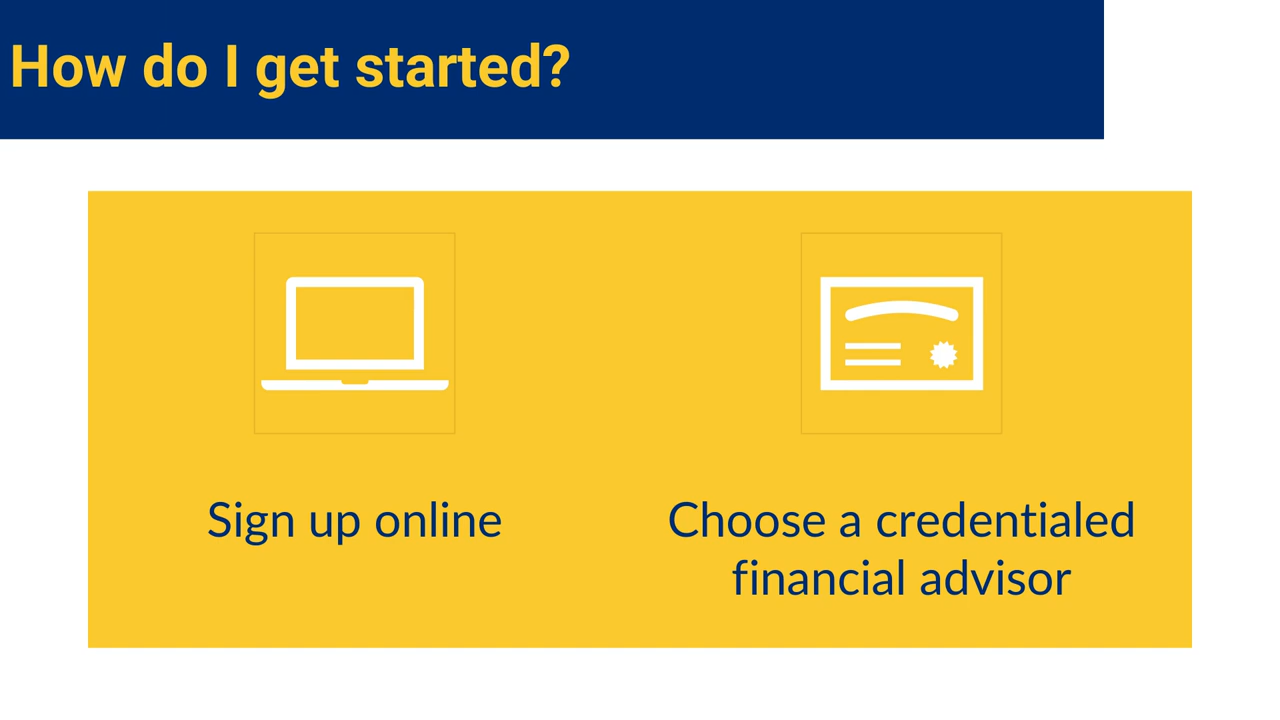 How do I get started?
Sign up online
Choose a credentialed
financial advisor